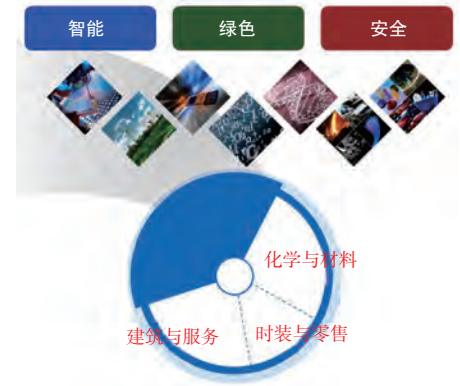 智能
绿色
安全
化学与材料
建筑与服务
时装与零售